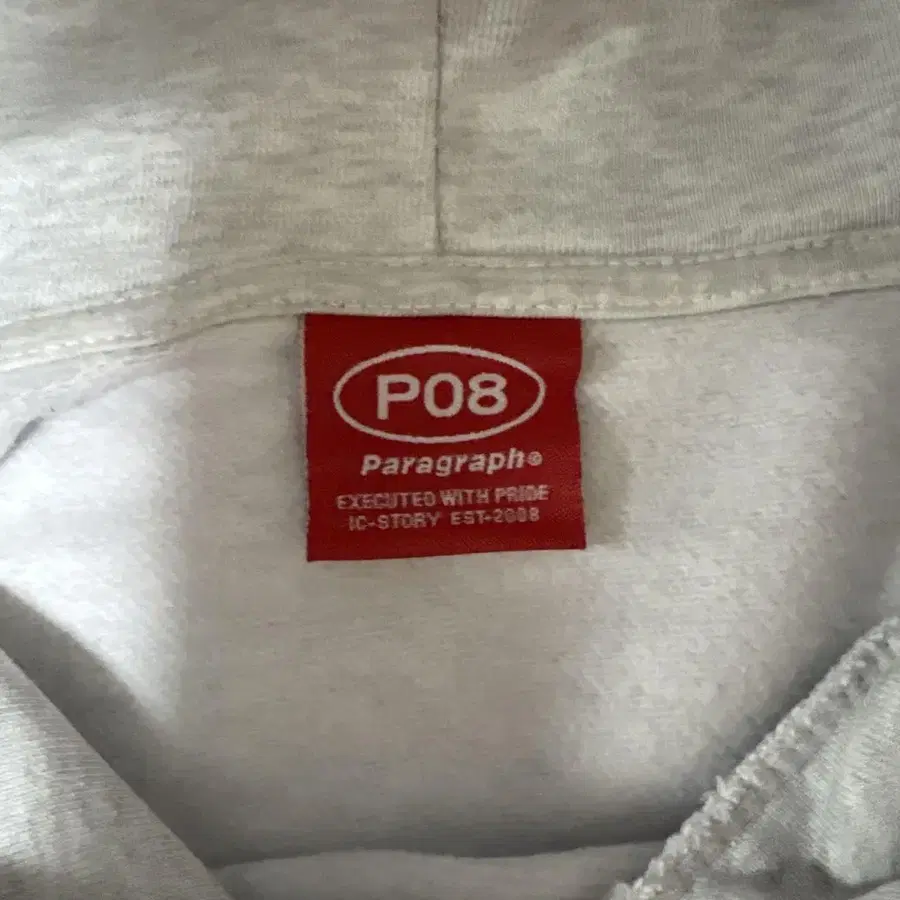 P08
Paragraph®
EXECUTED WITH PRIDE
IC-STORY EST-2008